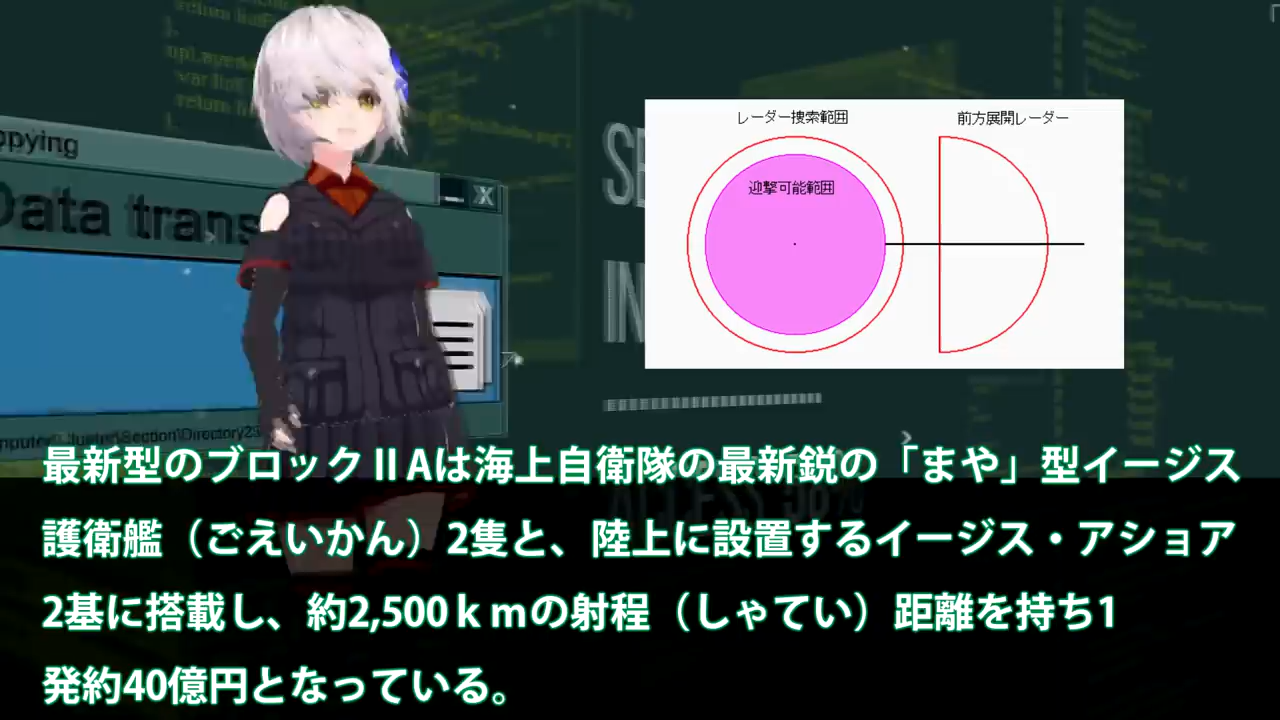 opying
Data trans
X
SE
IN
レーダー捜索範囲
前方展開レーダー
迎撃可能範囲
最新型のブロックⅡAは海上自衛隊の最新鋭の「まや」型イージス
護衛艦（ごえいかん）2隻と、陸上に設置するイージス・アショア
2基に搭載し、約2,500ｋｍの射程（しゃてい）距離を持ち1
発約40億円となっている。